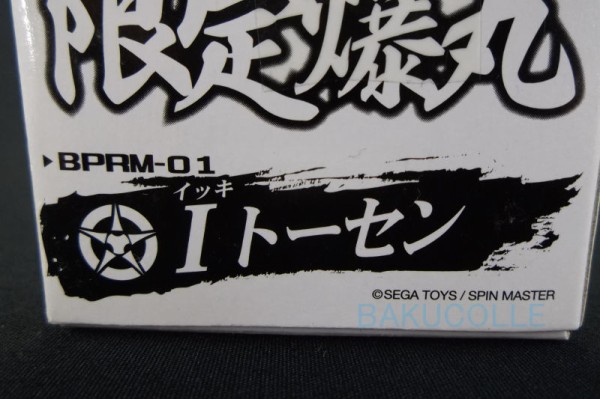 限定爆丸
BPRM-01
イッキ
Iトーセン
©SEGA TOYS / SPIN MASTER
BAKUCOLLE